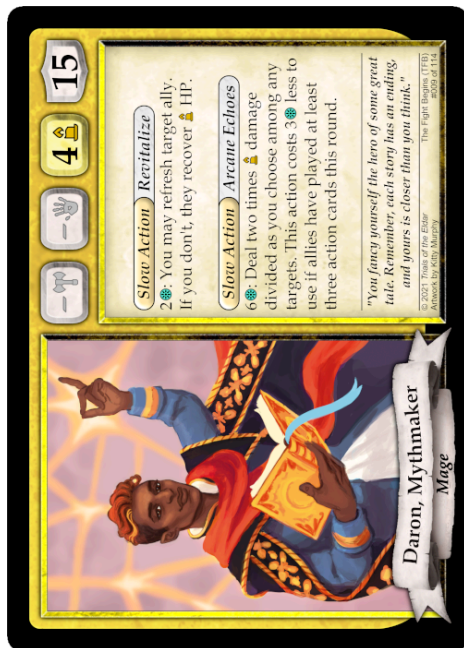 15
4
–
–
Slow Action Revitalize
2 : You may refresh target ally.
If you don't, they recover HP.
Slow Action Arcane Echoes
6 : Deal two times damage
divided as you choose among any
targets. This action costs 3 less to
use if allies have played at least
three action cards this round.
"You fancy yourself the hero of some great
tale. Remember, each story has an ending,
and yours is closer than you think."
© 2021 Trials of the Eldar
The Fight Begins (TFB)
Artwork by Kitty Murphy
#009 of 114
Daron, Mythmaker
Mage